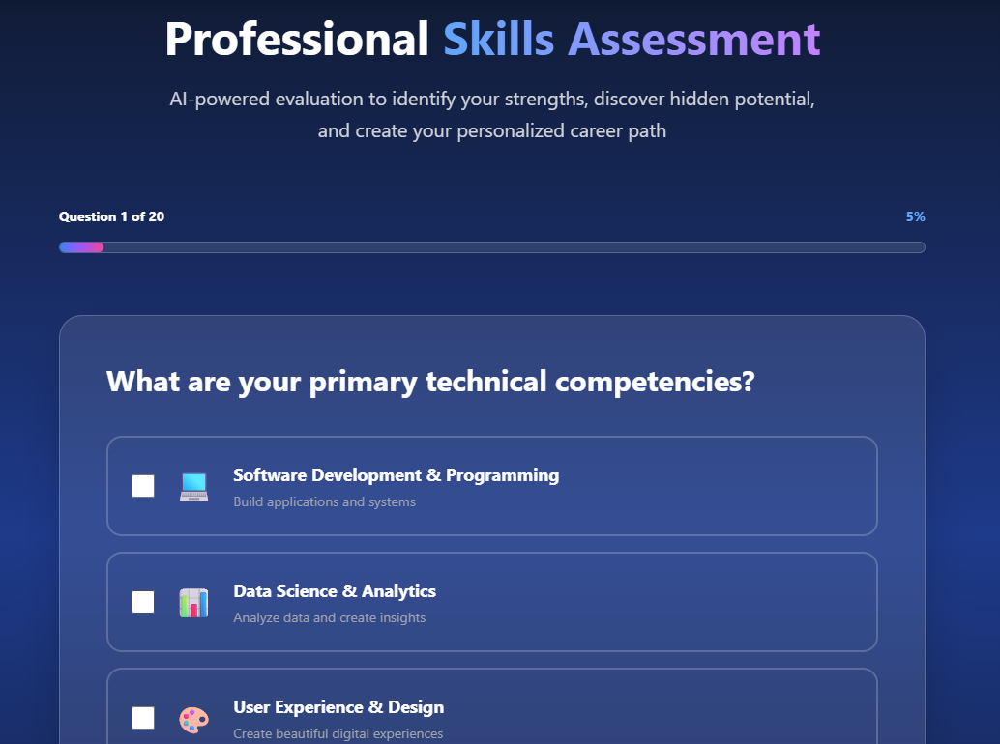 Professional Skills Assessment
AI-powered evaluation to identify your strengths, discover hidden potential,
and create your personalized career path
Question 1 of 20
5%
What are your primary technical competencies?
Software Development & Programming
Build applications and systems
Data Science & Analytics
Analyze data and create insights
User Experience & Design
Create beautiful digital experiences